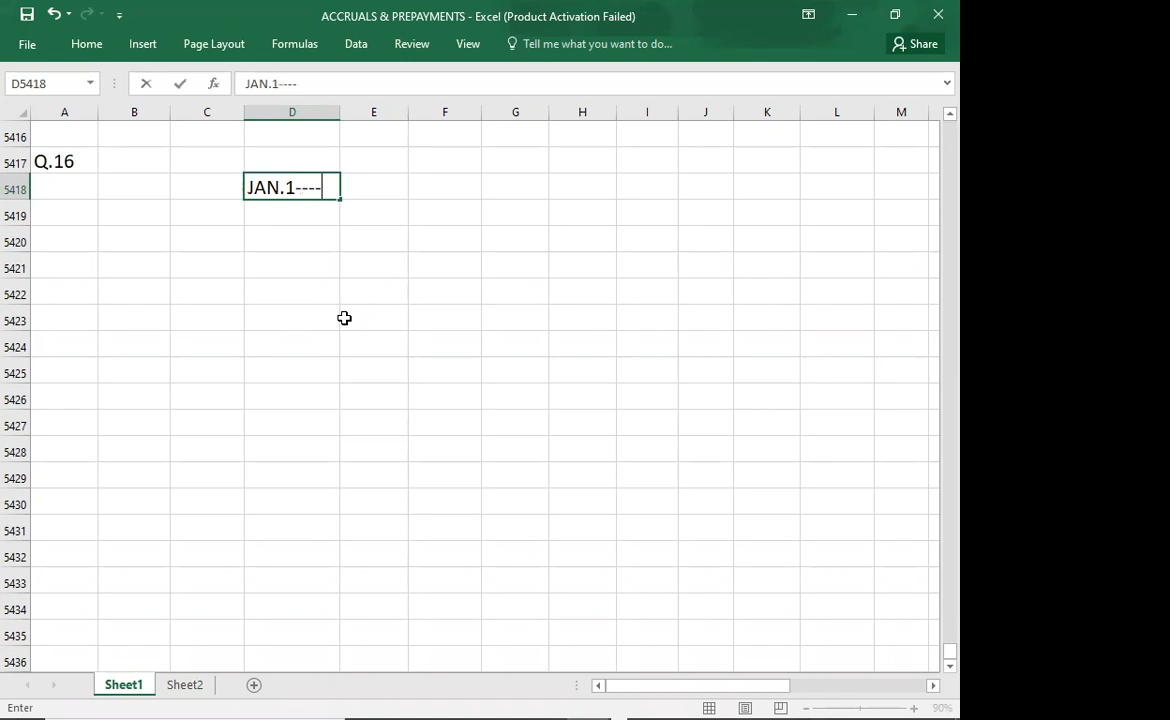 ACCRUALS & PREPAYMENTS - Excel (Product Activation Failed)
File Home Insert Page Layout Formulas Data Review View Tell me what you want to do... Share
D5418 fx JAN.1----
A B C D E F G H I J K L M
5416
5417 Q.16
5418 JAN.1----
5419
5420
5421
5422
5423
5424
5425
5426
5427
5428
5429
5430
5431
5432
5433
5434
5435
5436
Sheet1 Sheet2
Enter 90%